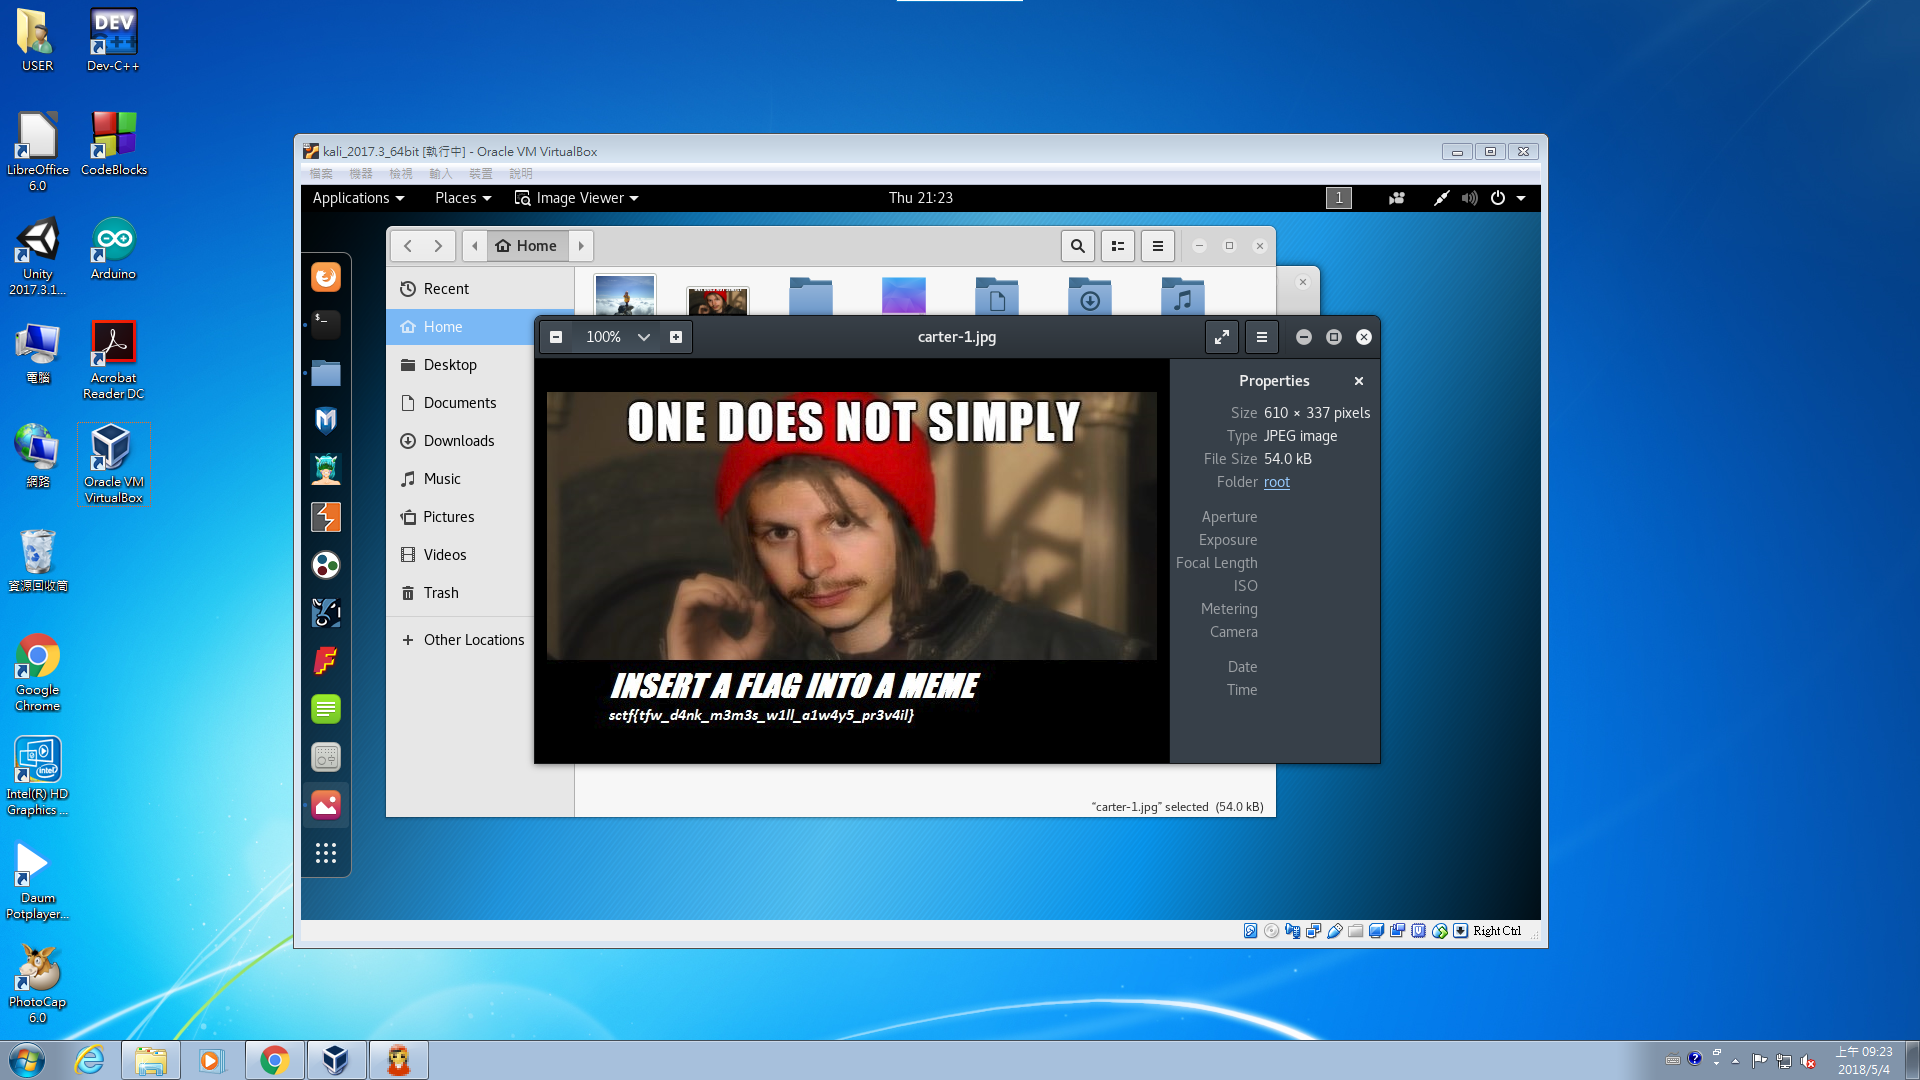 USER
Dev-C++
LibreOffice
6.0
CodeBlocks
Unity
2017.3.1...
Arduino
電腦
Acrobat
Reader DC
網路
Oracle VM
VirtualBox
資源回收筒
Google
Chrome
Intel(R) HD
Graphics ...
Daum
Potplayer...
PhotoCap
6.0
kali_2017.3_64bit [執行中] - Oracle VM VirtualBox
檔案 機器 檢視 輸入 裝置 說明
Applications Places Image Viewer Thu 21:23 1
Home
Recent
Home
Desktop
Documents
Downloads
Music
Pictures
Videos
Trash
Other Locations
100% carter-1.jpg
ONE DOES NOT SIMPLY
INSERT A FLAG INTO A MEME
sctf{tfw_d4nk_m3m3s_w1ll_a1w4y5_pr3v4il}
Properties
Size 610 × 337 pixels
Type JPEG image
File Size 54.0 kB
Folder root
Aperture
Exposure
Focal Length
ISO
Metering
Camera
Date
Time
"carter-1.jpg" selected (54.0 kB)
Right Ctrl
上午 09:23
2018/5/4